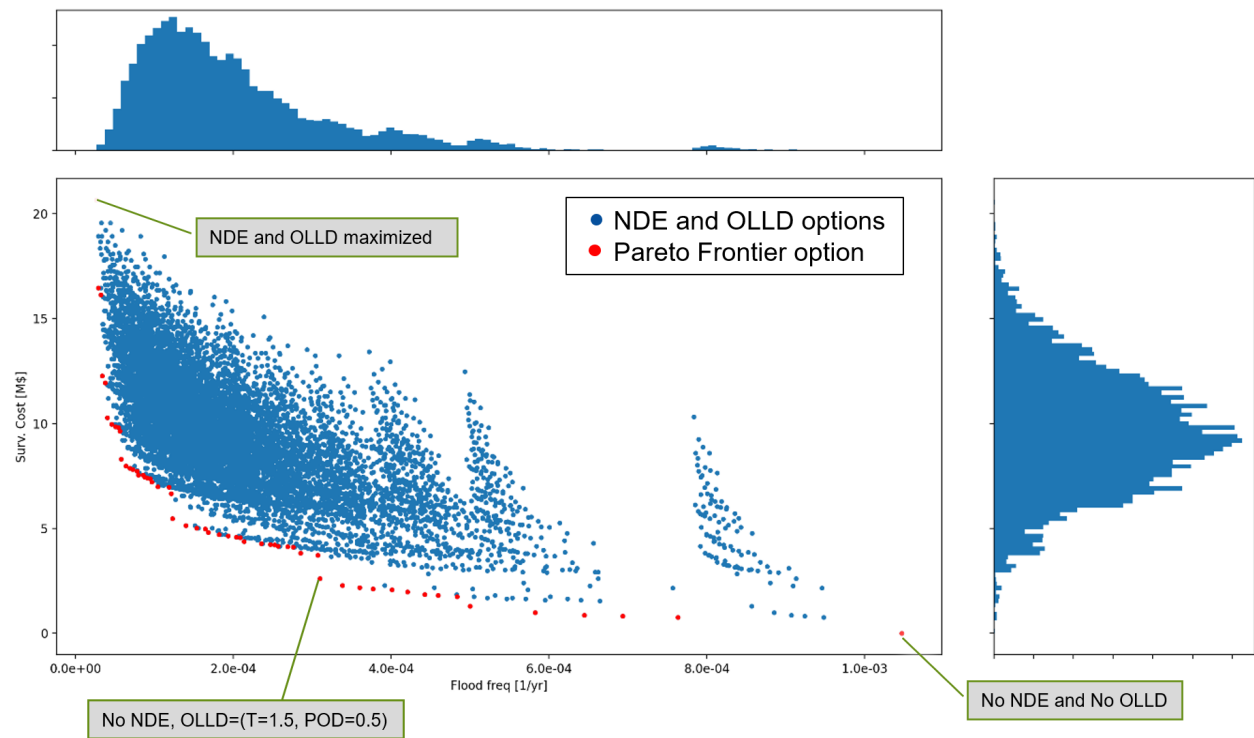 NDE and OLLD options
Pareto Frontier option
NDE and OLLD maximized
20
15
10
5
0
Surv. Cost [M$]
0.0e+00
2.0e-04
4.0e-04
6.0e-04
8.0e-04
1.0e-03
Flood freq [1/yr]
No NDE and No OLLD
No NDE, OLLD=(T=1.5, POD=0.5)